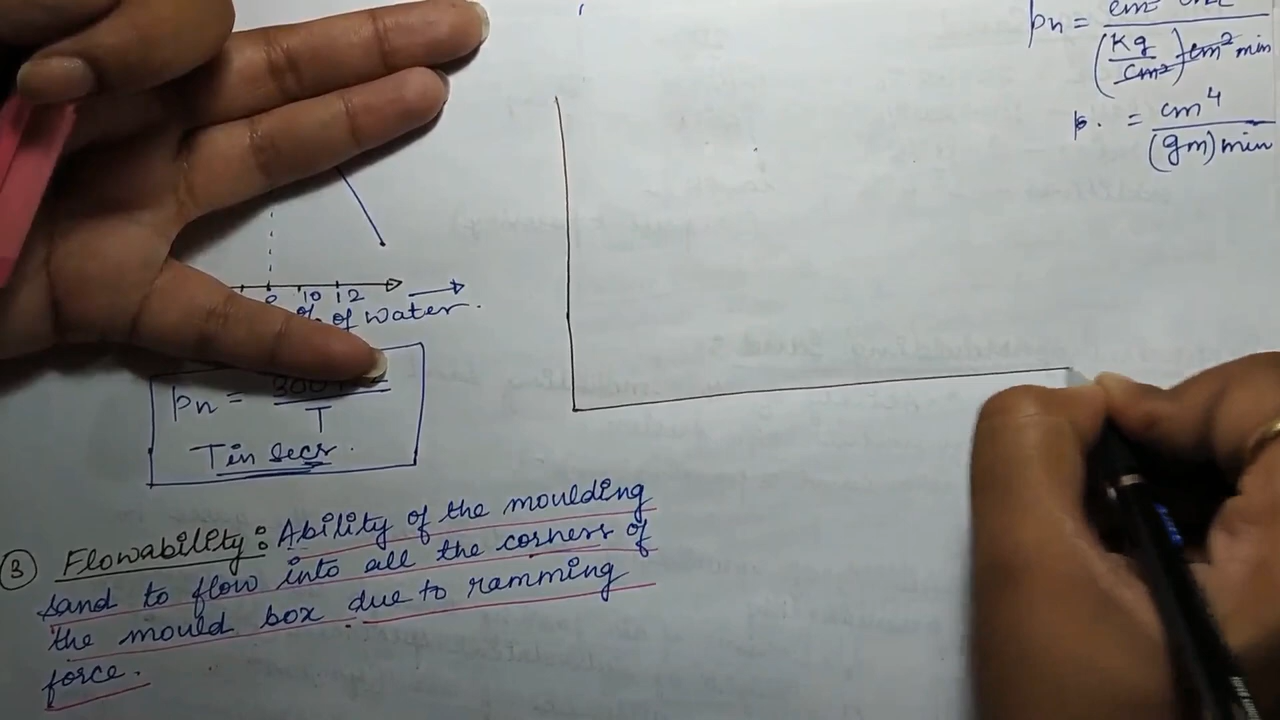 pn =
(Kg/cm²) cm² min
= cm⁴/(gm) min
8 10 12
% of water.
pn =
T
T in secs.
3 Flowability : Ability of the moulding
sand to flow into all the corners of
the mould box due to ramming
force.